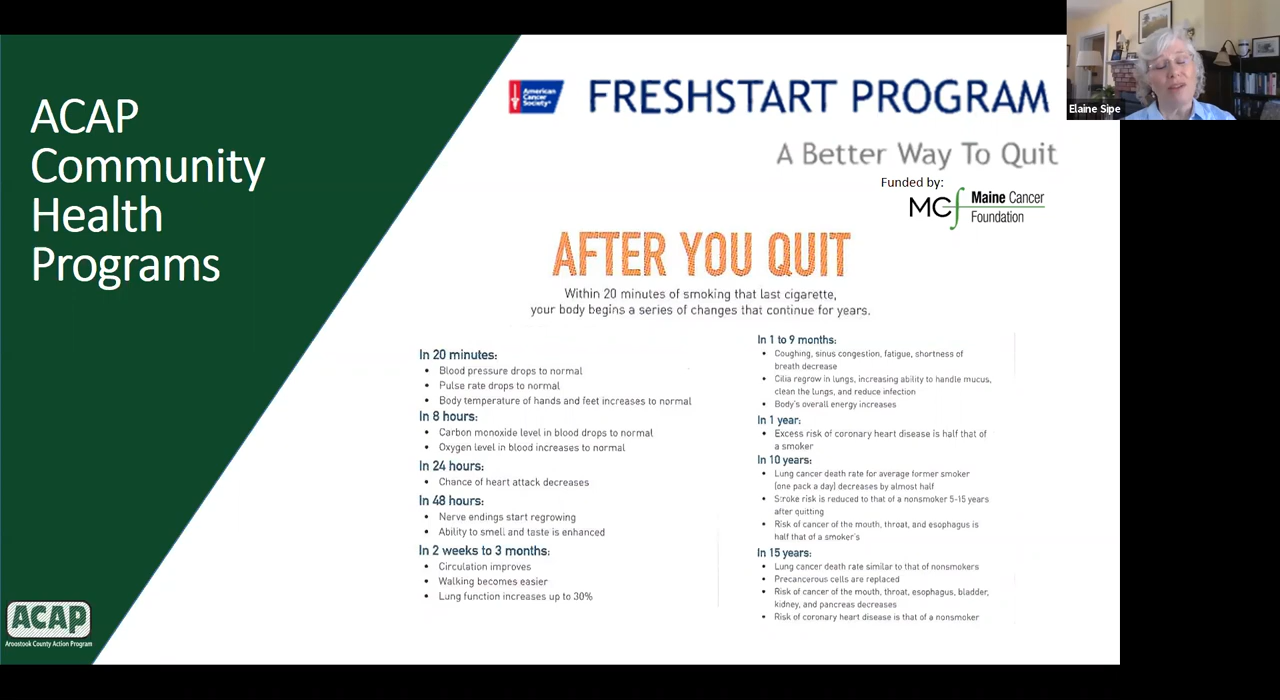 ACAP
Community
Health
Programs
American
Cancer
Society®
FRESHSTART PROGRAM
A Better Way To Quit
Funded by:
MCf Maine Cancer
Foundation
Elaine Sipe
AFTER YOU QUIT
Within 20 minutes of smoking that last cigarette,
your body begins a series of changes that continue for years.
In 20 minutes:
• Blood pressure drops to normal
• Pulse rate drops to normal
• Body temperature of hands and feet increases to normal
In 8 hours:
• Carbon monoxide level in blood drops to normal
• Oxygen level in blood increases to normal
In 24 hours:
• Chance of heart attack decreases
In 48 hours:
• Nerve endings start regrowing
• Ability to smell and taste is enhanced
In 2 weeks to 3 months:
• Circulation improves
• Walking becomes easier
• Lung function increases up to 30%
In 1 to 9 months:
• Coughing, sinus congestion, fatigue, shortness of
breath decrease
• Cilia regrow in lungs, increasing ability to handle mucus,
clean the lungs, and reduce infection
• Body's overall energy increases
In 1 year:
• Excess risk of coronary heart disease is half that of
a smoker
In 10 years:
• Lung cancer death rate for average former smoker
(one pack a day) decreases by almost half
• Stroke risk is reduced to that of a nonsmoker 5-15 years
after quitting
• Risk of cancer of the mouth, throat, and esophagus is
half that of a smoker's
In 15 years:
• Lung cancer death rate similar to that of nonsmokers
• Precancerous cells are replaced
• Risk of cancer of the mouth, throat, esophagus, bladder,
kidney, and pancreas decreases
• Risk of coronary heart disease is that of a nonsmoker
ACAP
Aroostook County Action Program